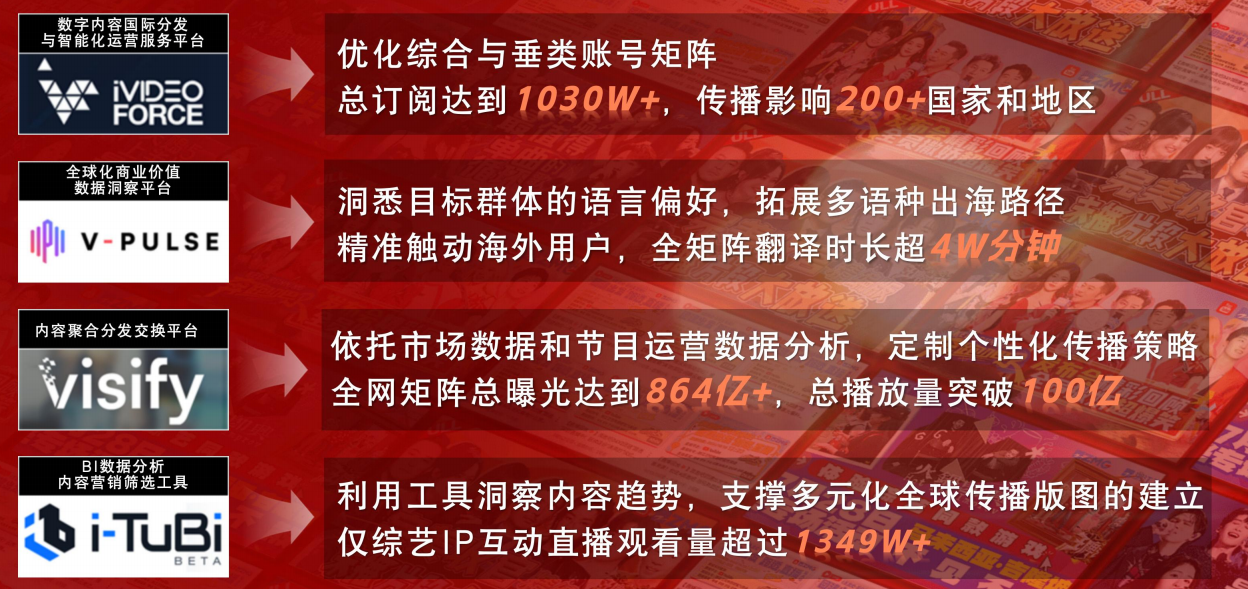 数字内容国际分发
与智能化运营服务平台
iVIDEO
FORCE
优化综合与垂类账号矩阵
总订阅达到1030W+，传播影响200+国家和地区
全球化商业价值
数据洞察平台
V-PULSE
洞悉目标群体的语言偏好，拓展多语种出海路径
精准触动海外用户，全矩阵翻译时长超4W分钟
内容聚合分发交换平台
visify
依托市场数据和节目运营数据分析，定制个性化传播策略
全网矩阵总曝光达到864亿+，总播放量突破100亿
BI数据分析
内容营销筛选工具
i-TuBi
BETA
利用工具洞察内容趋势，支撑多元化全球传播版图的建立
仅综艺IP互动直播观看量超过1349W+